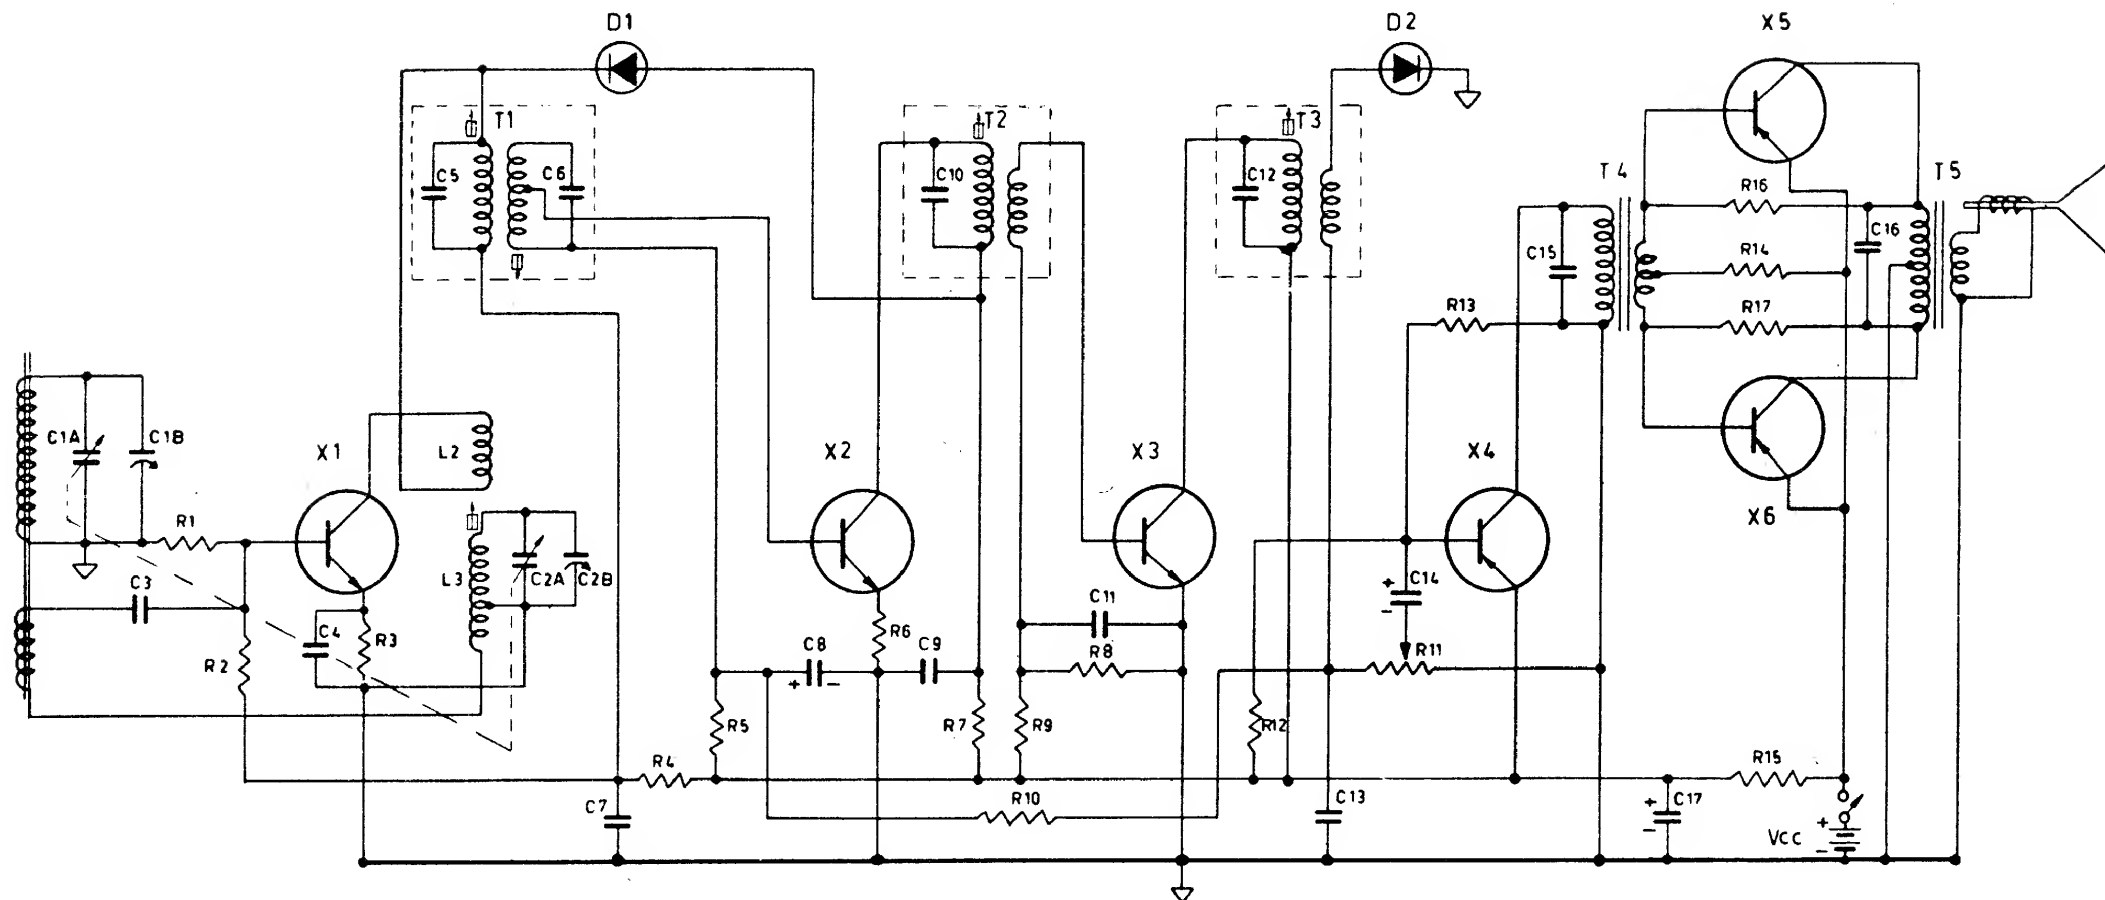 D1
D2
X5
T1
T2
T3
C5
C6
C10
C12
T4
R16
T5
C15
R14
C16
R13
R17
C1A
C1B
X1
L2
X2
X3
X4
X6
R1
L3
C2A
C2B
C3
C4
R3
R2
C8
+
-
R6
C9
C11
R8
+
C14
-
R11
R5
R7
R9
R12
R4
R15
C7
R10
C13
+
C17
-
+
Vcc
-